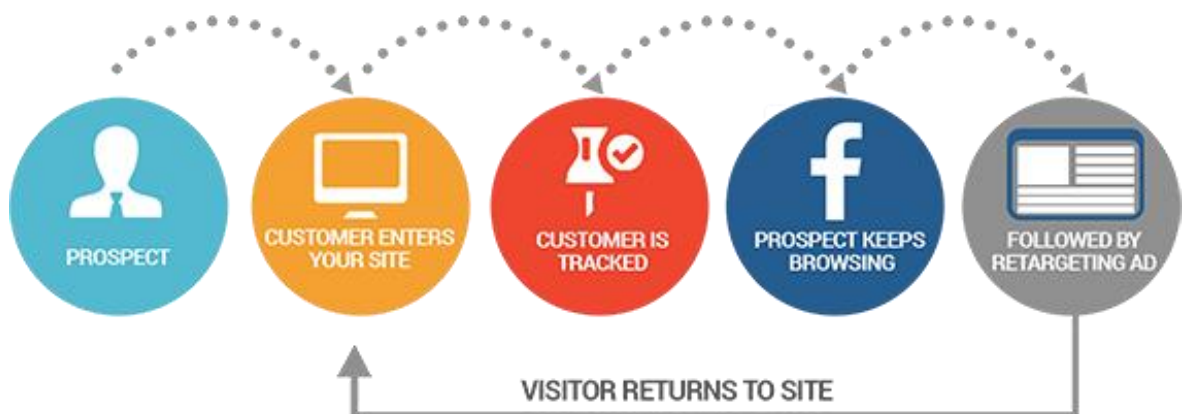 PROSPECT
CUSTOMER ENTERS
YOUR SITE
CUSTOMER IS
TRACKED
f
PROSPECT KEEPS
BROWSING
FOLLOWED BY
RETARGETING AD
VISITOR RETURNS TO SITE